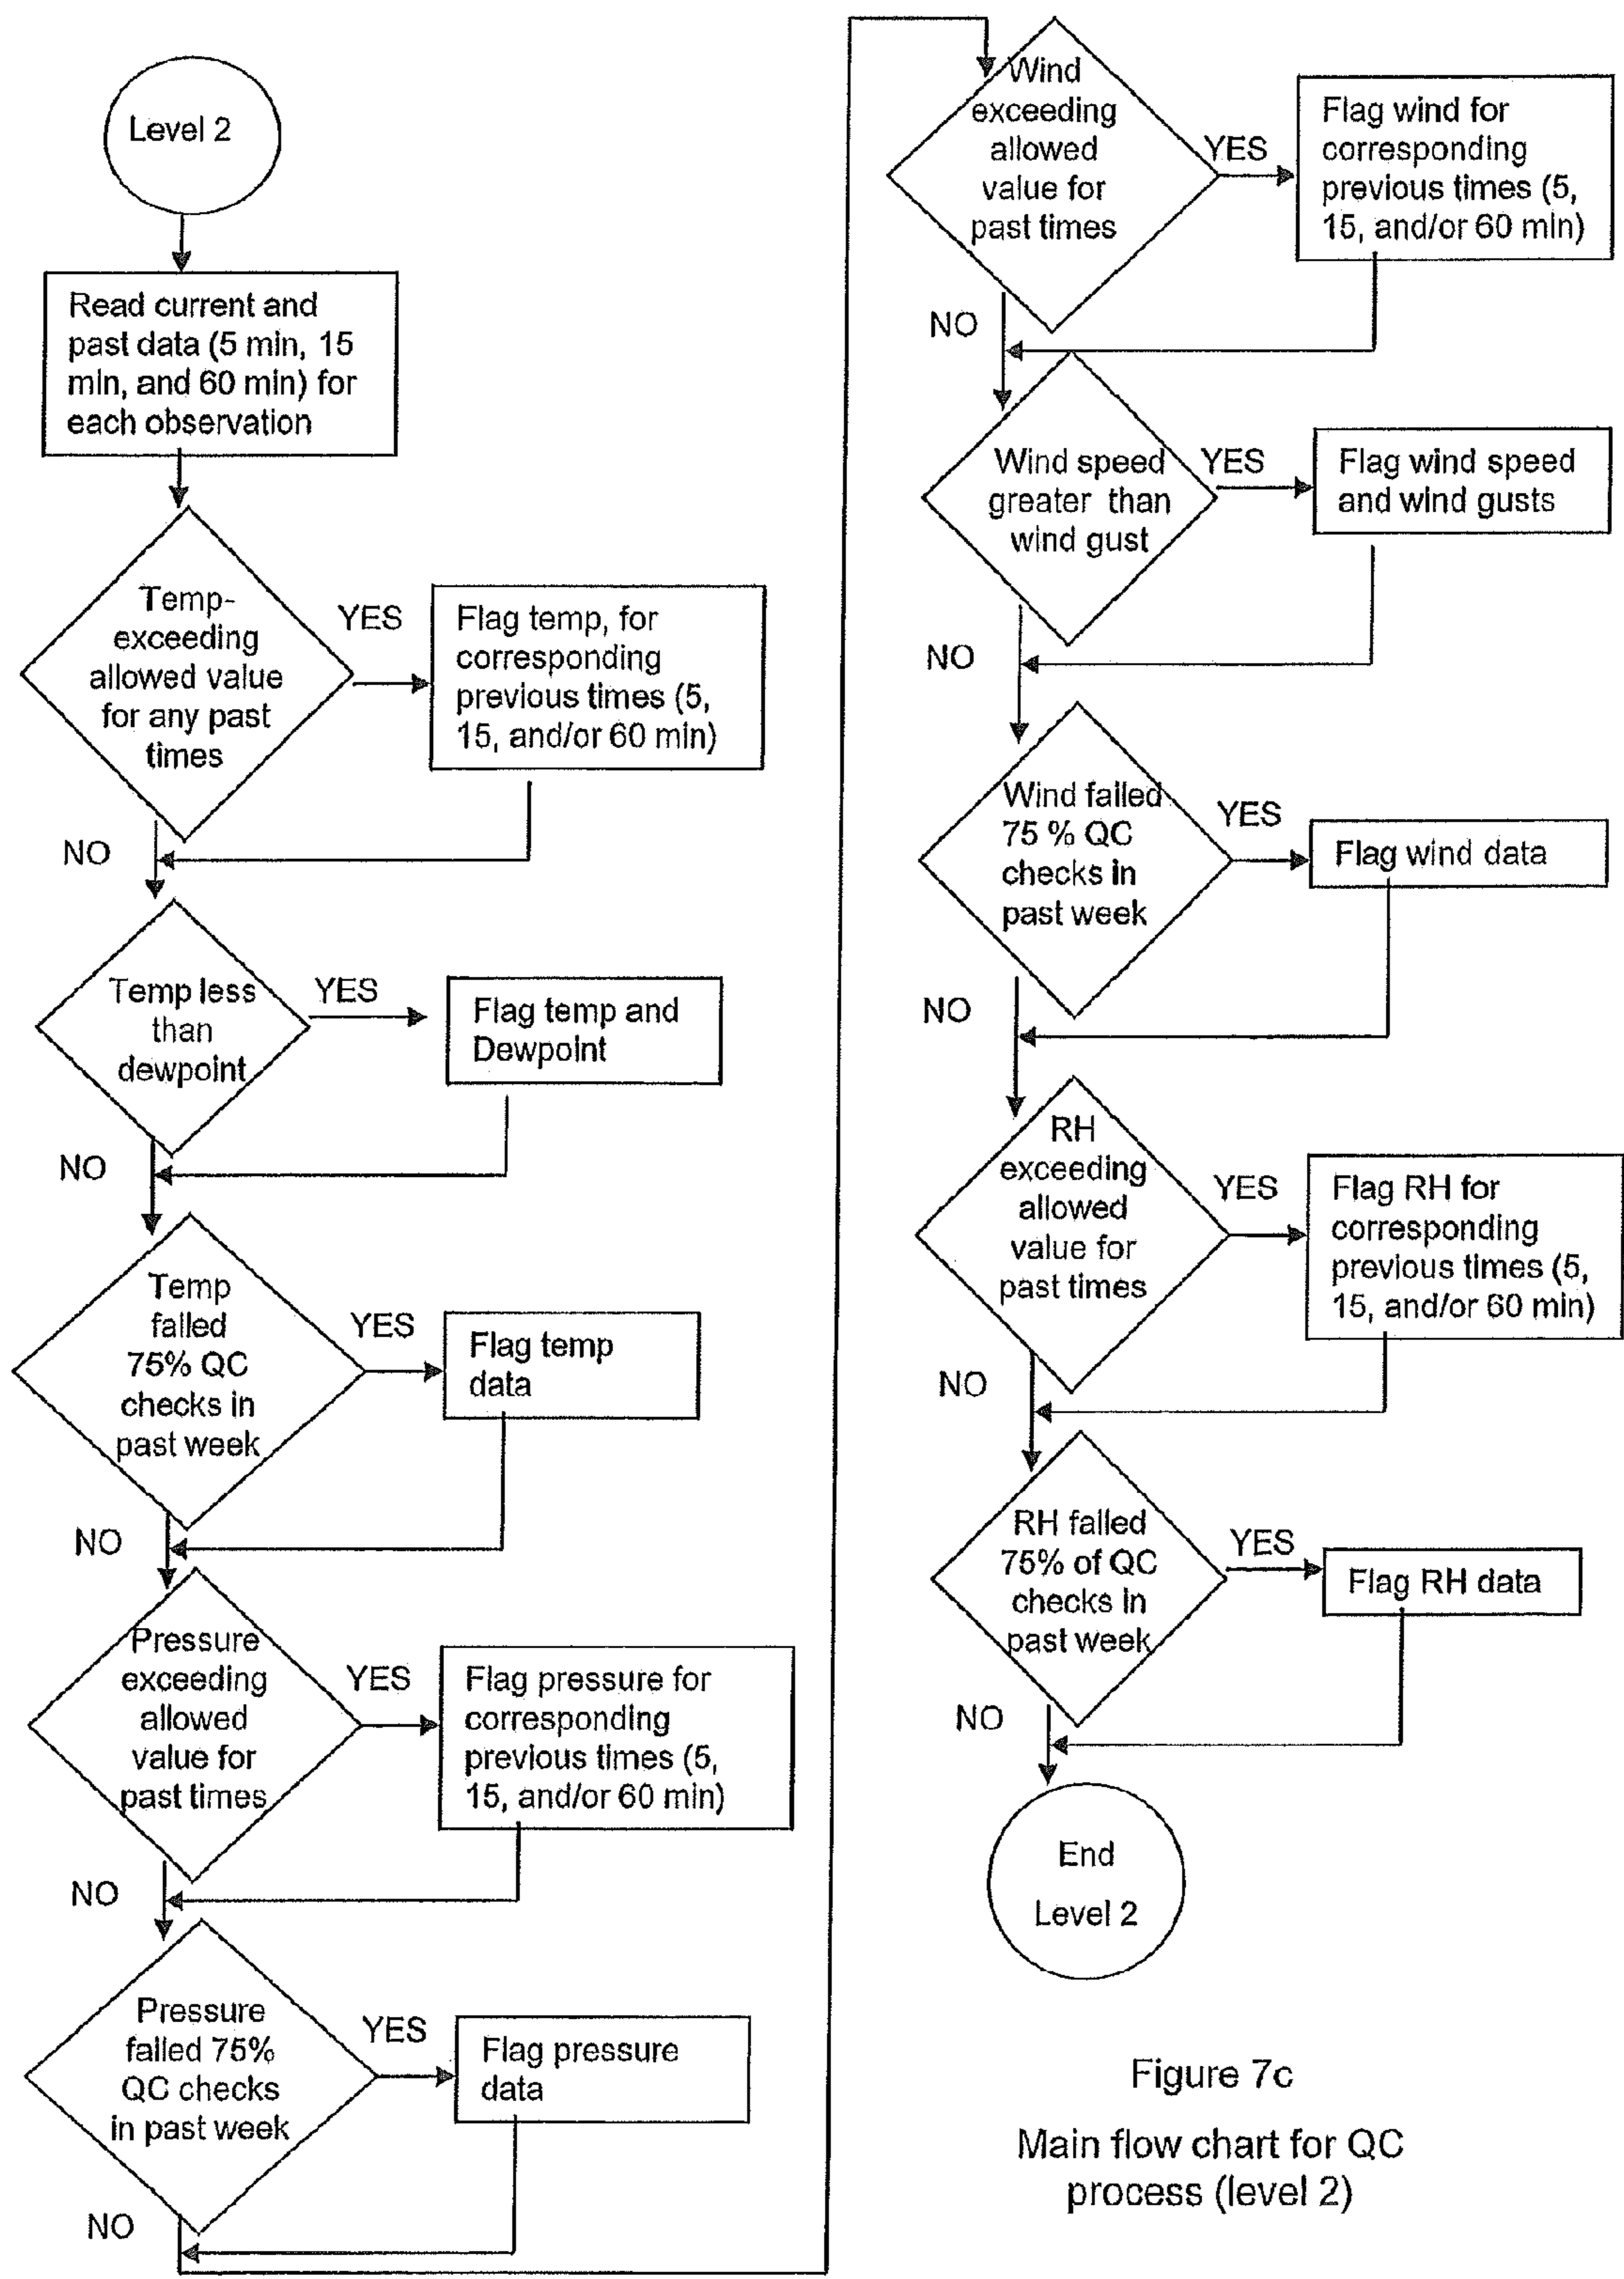 Level 2
Read current and
past data (5 min, 15
min, and 60 min) for
each observation
Temp-
exceeding
allowed value
for any past
times
YES
Flag temp, for
corresponding
previous times (5,
15, and/or 60 min)
NO
Temp less
than
dewpoint
YES
Flag temp and
Dewpoint
NO
Temp
failed
75% QC
checks in
past week
YES
Flag temp
data
NO
Pressure
exceeding
allowed
value for
past times
YES
Flag pressure for
corresponding
previous times (5,
15, and/or 60 min)
NO
Pressure
failed 75%
QC checks
in past week
YES
Flag pressure
data
NO
Wind
exceeding
allowed
value for
past times
YES
Flag wind for
corresponding
previous times (5,
15, and/or 60 min)
NO
Wind speed
greater than
wind gust
YES
Flag wind speed
and wind gusts
NO
Wind failed
75 % QC
checks in
past week
YES
Flag wind data
NO
RH
exceeding
allowed
value for
past times
YES
Flag RH for
corresponding
previous times (5,
15, and/or 60 min)
NO
RH failed
75% of QC
checks in
past week
YES
Flag RH data
NO
End
Level 2
Figure 7c
Main flow chart for QC
process (level 2)